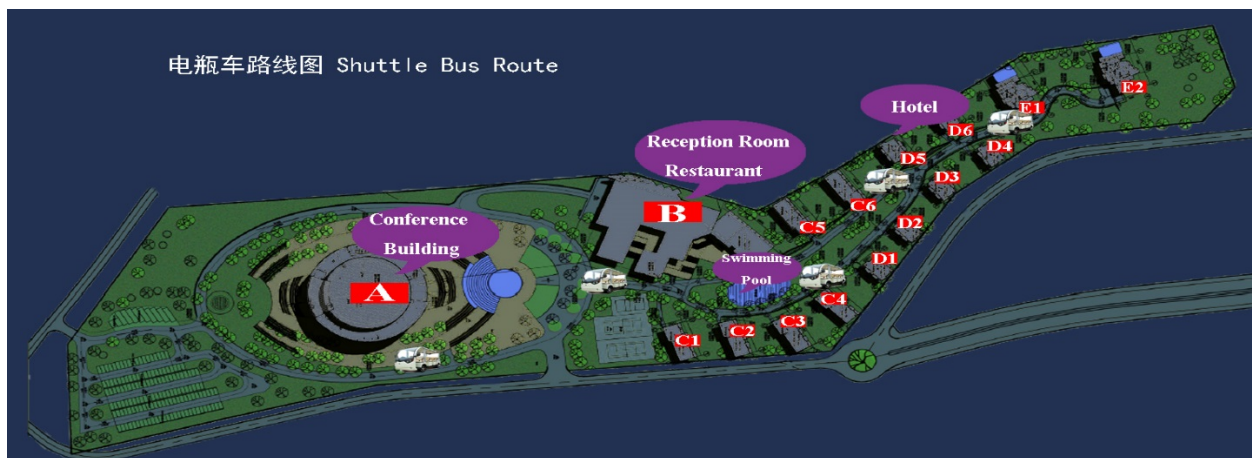 电瓶车路线图 Shuttle Bus Route
Hotel
Reception Room
Restaurant
Conference
Building
Swimming
Pool
A
B
C1
C2
C3
C4
C5
C6
D1
D2
D3
D4
D5
D6
E1
E2